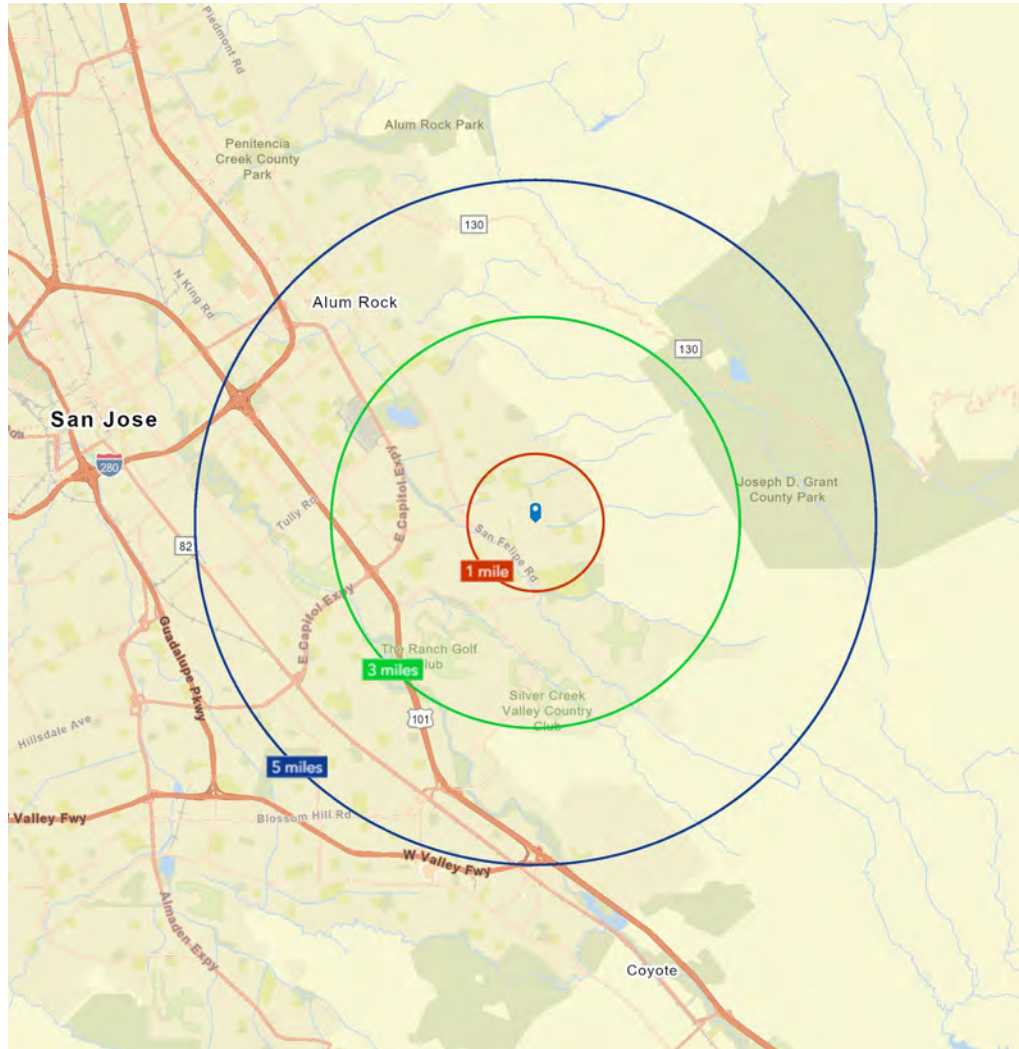 Piedmont Rd
Alum Rock Park
Penitencia
Creek County
Park
130
N King Rd
Alum Rock
130
San Jose
280
E Capitol Expy
Joseph D. Grant
County Park
Tully Rd
San Felipe Rd
82
1 mile
E Capitol Expy
Guadalupe Pkwy
The Ranch Golf
lub
3 miles
Silver Creek
Valley Country
Club
101
Hillsdale Ave
5 miles
Valley Fwy
Blossom Hill Rd
W Valley Fwy
Almaden Expy
Coyote